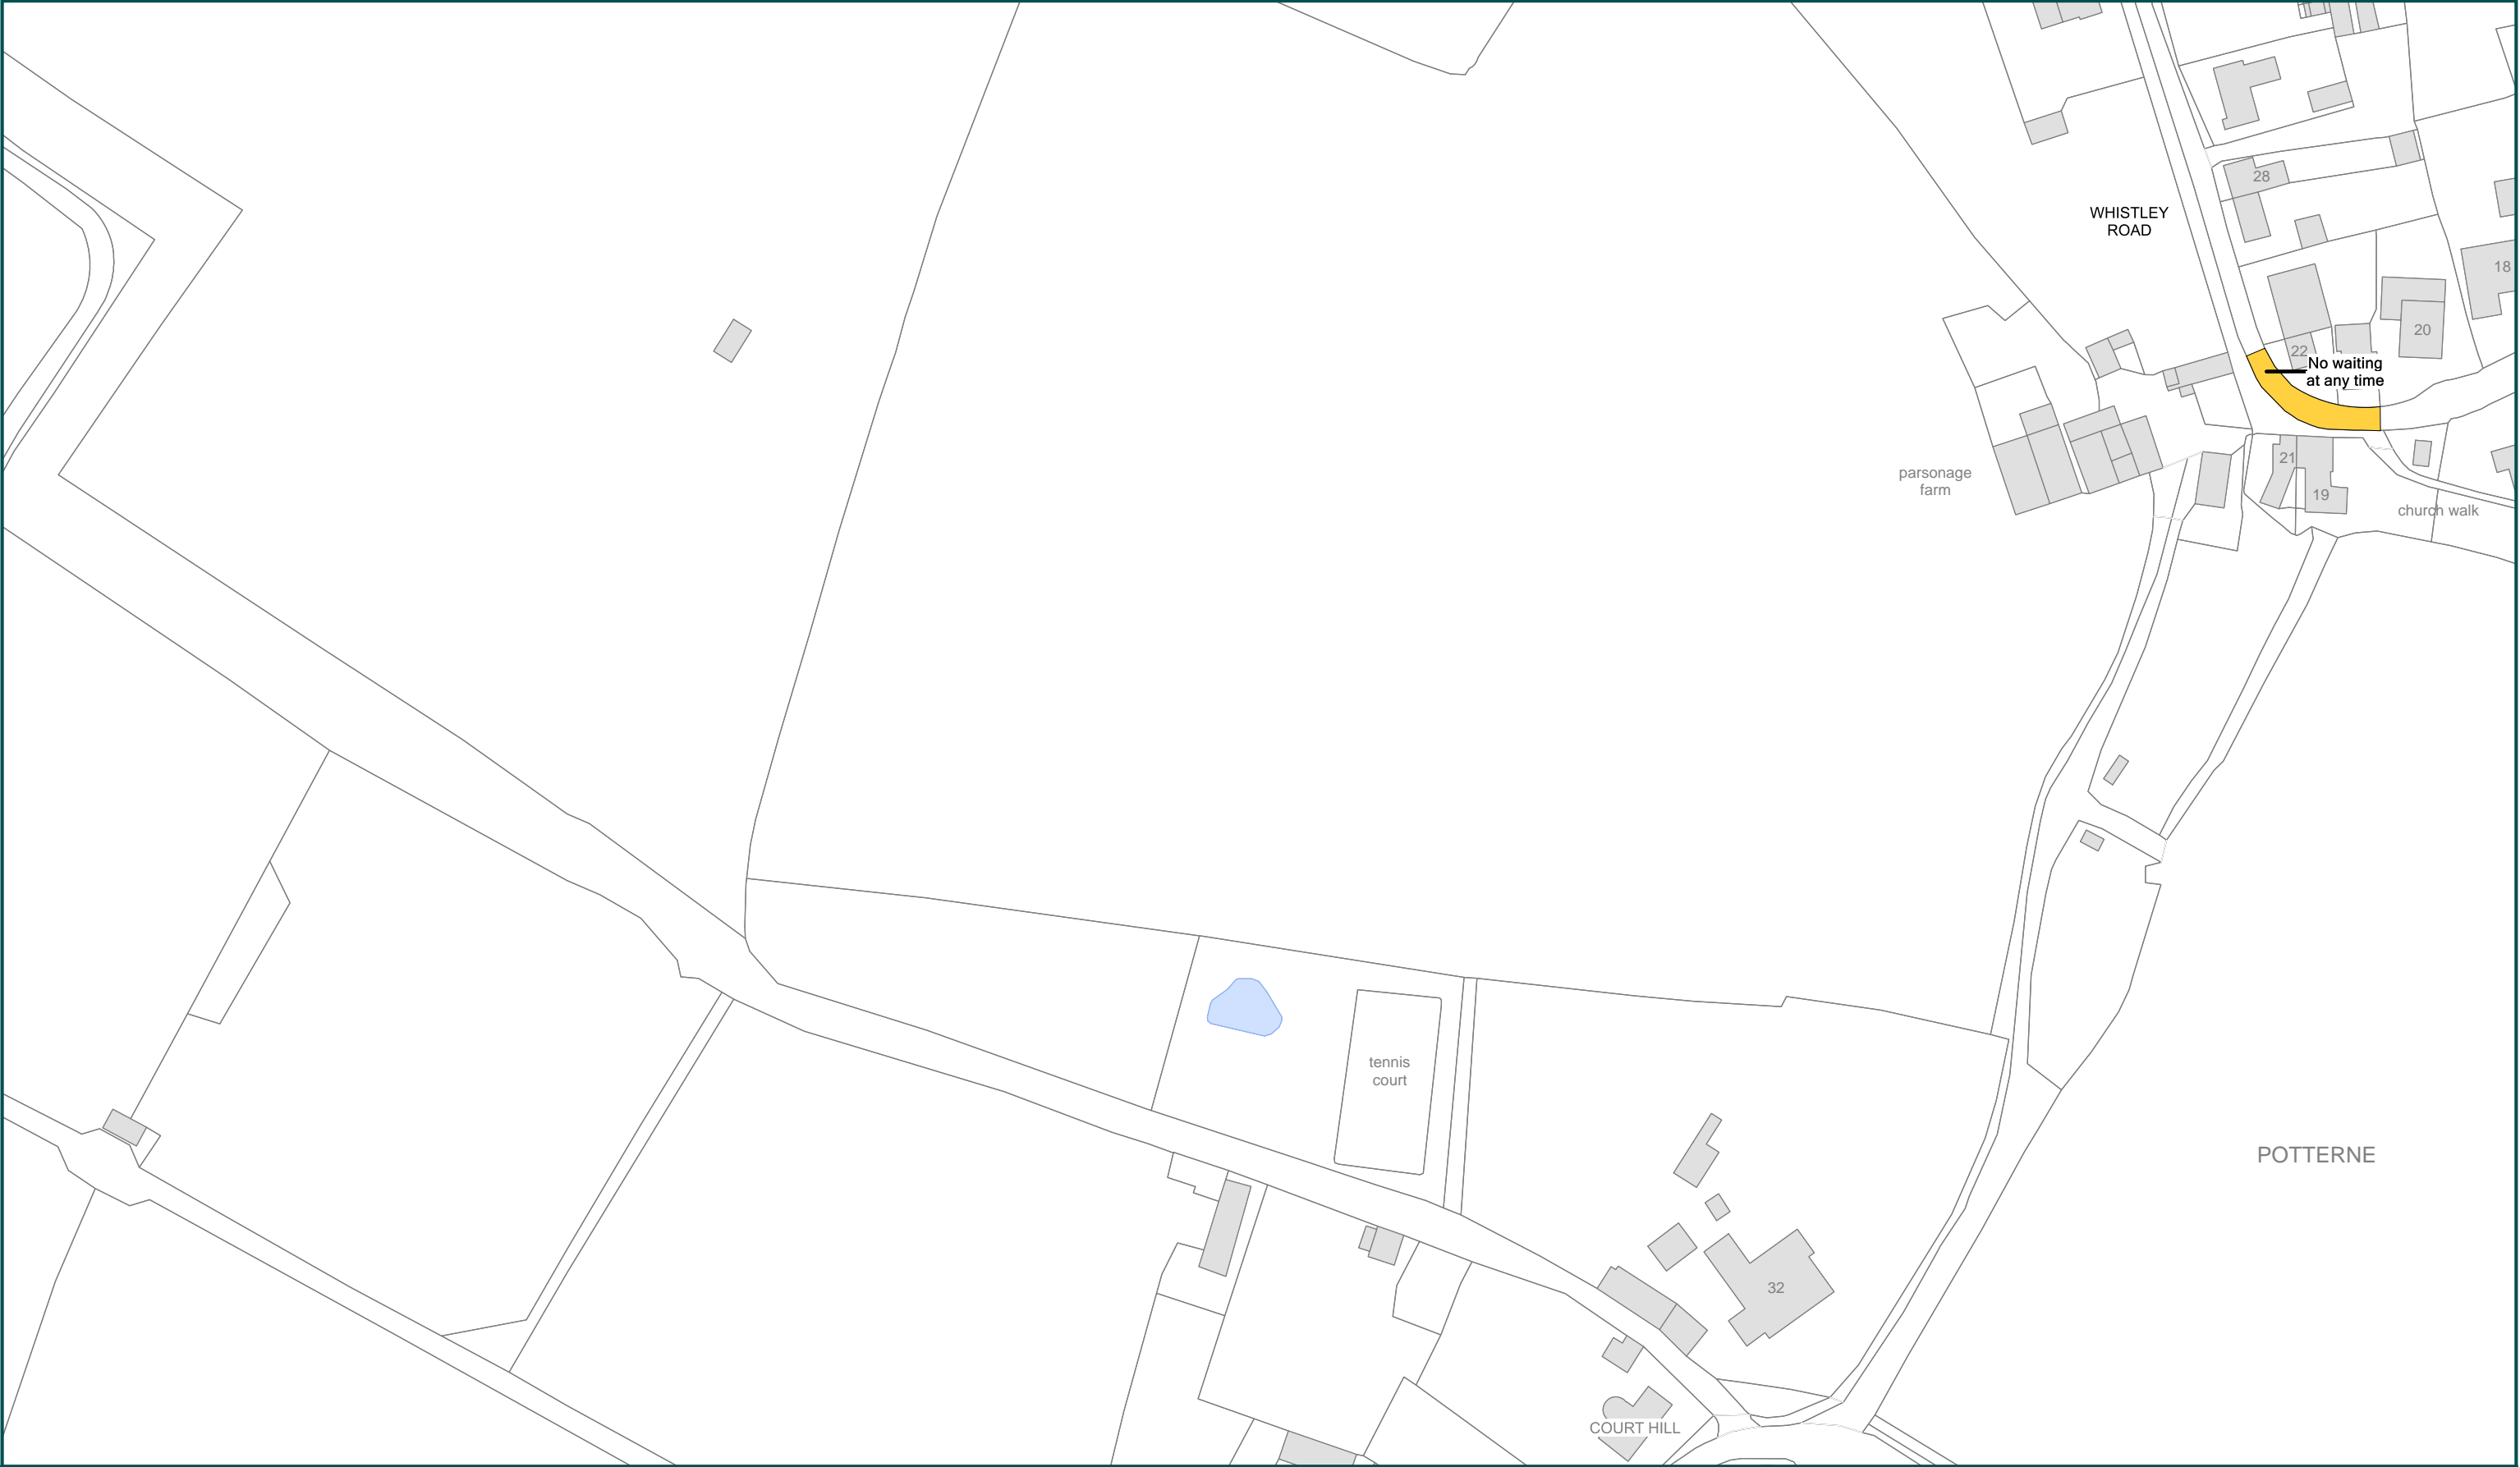 28
WHISTLEY
ROAD
18
20
22
No waiting
at any time
21
parsonage
farm
19
church walk
tennis
court
POTTERNE
32
COURT HILL